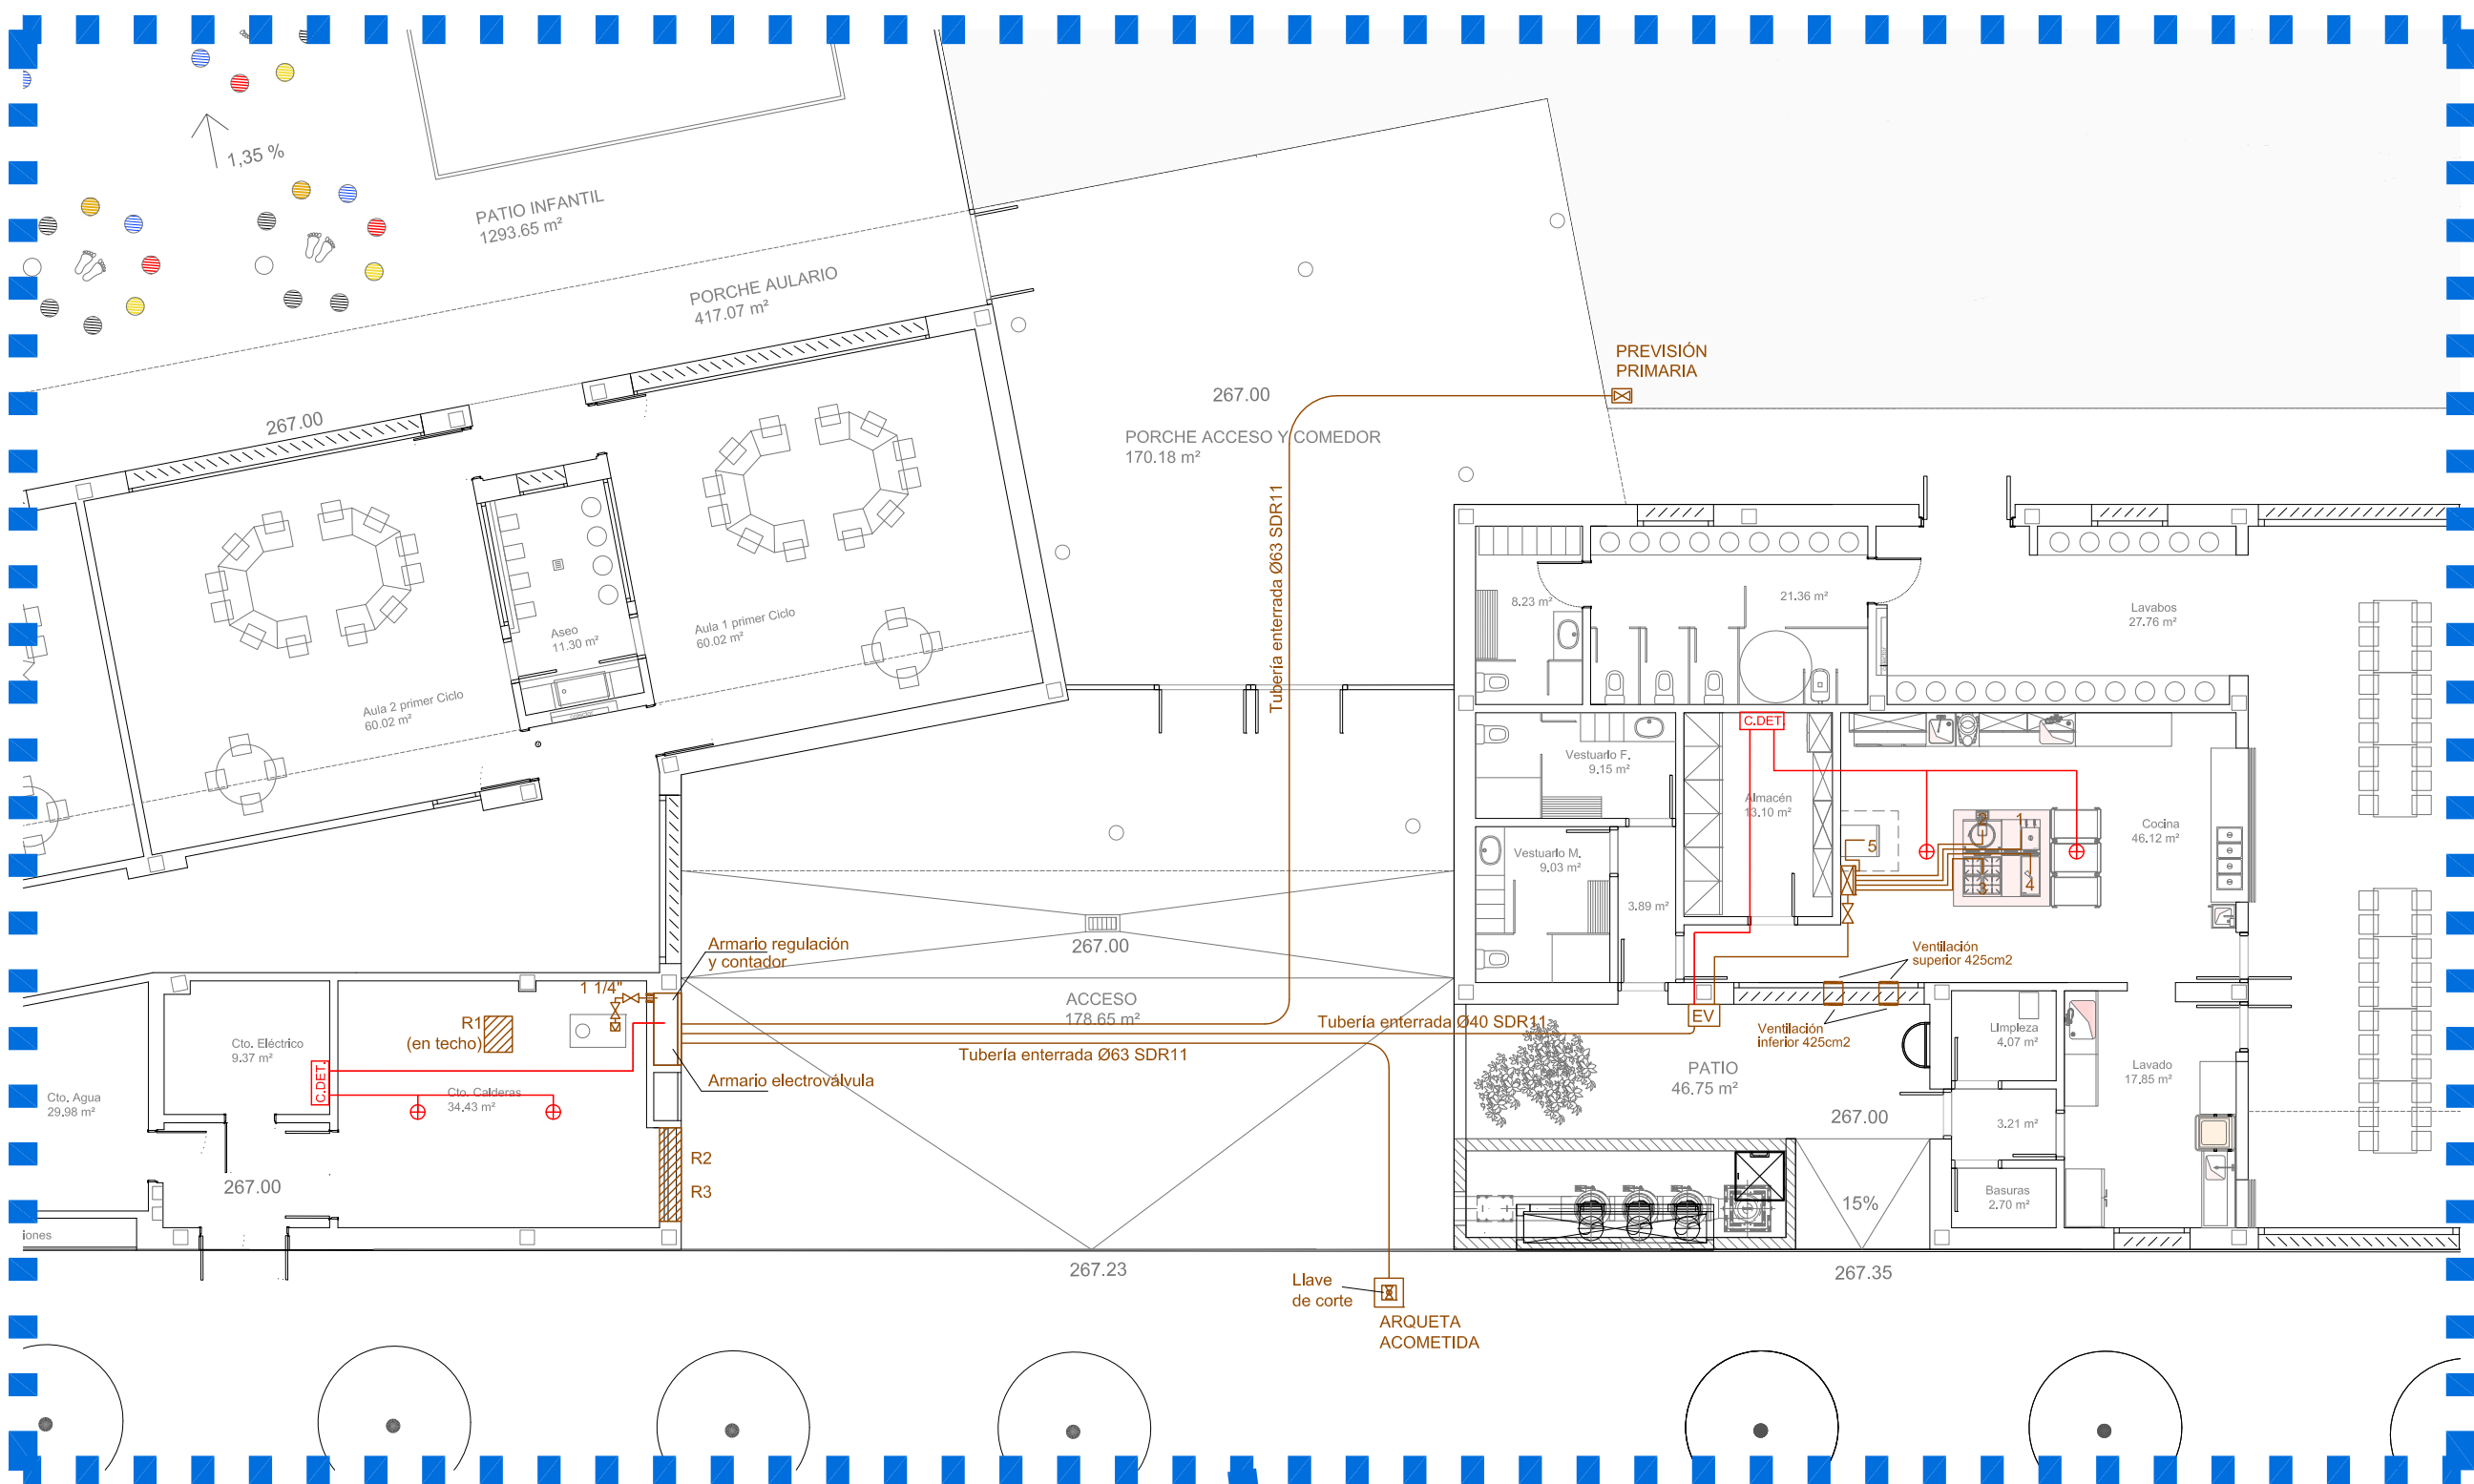 1,35 %
PATIO INFANTIL
1293.65 m²
PORCHE AULARIO
417.07 m²
267.00
PREVISIÓN
PRIMARIA
267.00
PORCHE ACCESO Y COMEDOR
170.18 m²
Tubería enterrada Ø63 SDR11
Aseo
11.30 m²
Aula 1 primer Ciclo
60.02 m²
Aula 2 primer Ciclo
60.02 m²
8.23 m²
21.36 m²
Lavabos
27.76 m²
C.DET.
Vestuario F.
9.15 m²
Almacén
13.10 m²
Cocina
46.12 m²
2
1
5
3
4
Vestuario M.
9.03 m²
3.89 m²
Armario regulación
y contador
267.00
Ventilación
superior 425cm2
1 1/4"
ACCESO
178.65 m²
R1
(en techo)
Tubería enterrada Ø40 SDR11
EV
Ventilación
inferior 425cm2
Limpieza
4.07 m²
Cto. Eléctrico
9.37 m²
Tubería enterrada Ø63 SDR11
C.DET.
Armario electroválvula
PATIO
46.75 m²
Lavado
17.85 m²
Cto. Agua
29.98 m²
Cto. Calderas
34.43 m²
267.00
3.21 m²
R2
R3
267.00
15%
Basuras
2.70 m²
iones
267.23
267.35
Llave
de corte
ARQUETA
ACOMETIDA